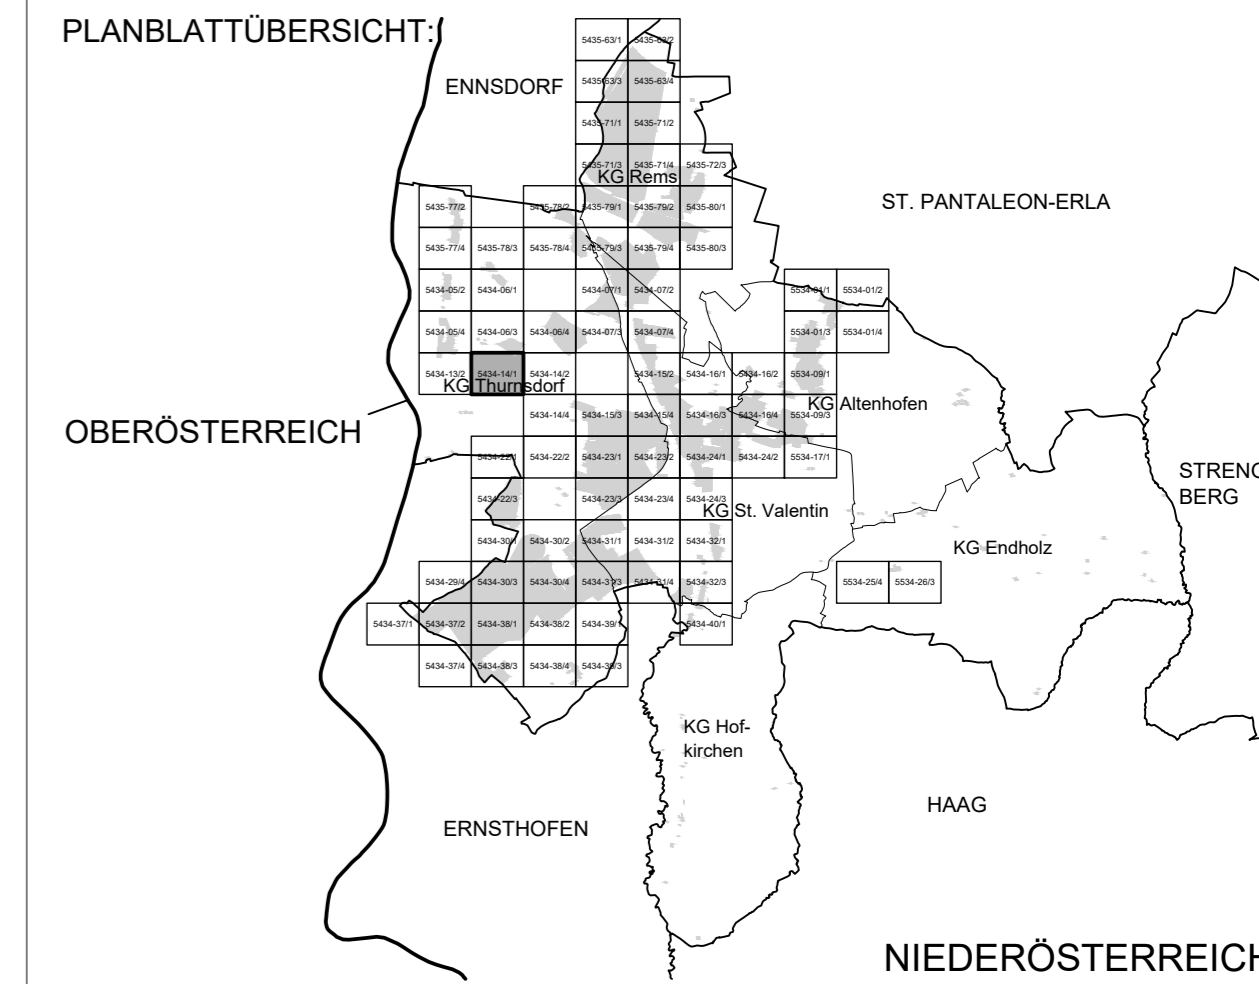 PLANBLATTÜBERSICHT:
5435-63/1 5435-63/2
ENNSDORF
5435-63/3 5435-63/4
5435-71/1 5435-71/2
5435-71/3 5435-71/4 5435-72/3
KG Rems
ST. PANTALEON-ERLA
5435-77/2 5435-78/2 5435-79/1 5435-79/2 5435-80/1
5435-77/4 5435-78/3 5435-78/4 5435-79/3 5435-79/4 5435-80/3
5434-05/2 5434-06/1 5434-07/1 5434-07/2 5534-01/1 5534-01/2
5434-05/4 5434-06/3 5434-06/4 5434-07/3 5434-07/4 5534-01/3 5534-01/4
5434-13/2 5434-14/1 5434-14/2 5434-15/2 5434-16/1 5434-16/2 5534-09/1
KG Thurnsdorf
KG Altenhofen
5434-14/4 5434-15/3 5434-15/4 5434-16/3 5434-16/4 5534-09/3
OBERÖSTERREICH
5434-22/1 5434-22/2 5434-23/1 5434-23/2 5434-24/1 5434-24/2 5534-17/1
STRENG
BERG
5434-22/3 5434-23/3 5434-23/4 5434-24/3
KG St. Valentin
5434-30/1 5434-30/2 5434-31/1 5434-31/2 5434-32/1
KG Endholz
5434-29/4 5434-30/3 5434-30/4 5434-31/3 5434-31/4 5434-32/3 5534-25/4 5534-26/3
5434-37/1 5434-37/2 5434-38/1 5434-38/2 5434-39/1 5434-40/1
5434-37/4 5434-38/3 5434-38/4 5434-39/3
KG Hof-
kirchen
HAAG
ERNSTHOFEN
NIEDERÖSTERREICH